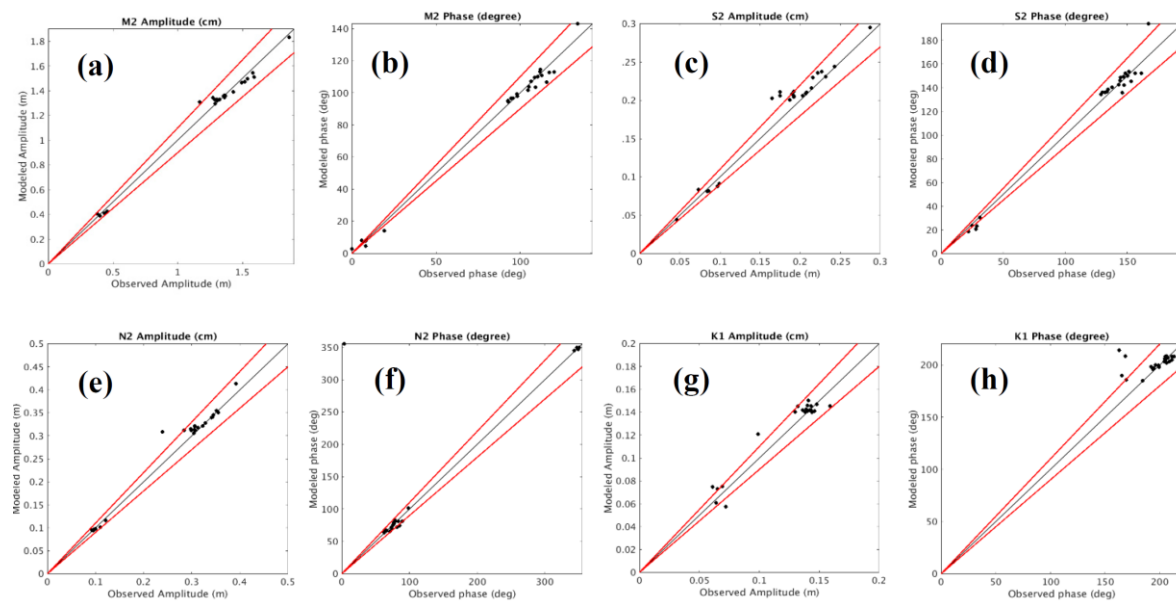 M2 Amplitude (cm)
(a)
Modeled Amplitude (m)
1.8
1.6
1.4
1.2
1
0.8
0.6
0.4
0.2
0
0 0.5 1 1.5
Observed Amplitude (m)
M2 Phase (degree)
(b)
Modeled phase (deg)
140
120
100
80
60
40
20
0
0 50 100
Observed phase (deg)
S2 Amplitude (cm)
(c)
Modeled Amplitude (m)
0.3
0.25
0.2
0.15
0.1
.05
0
0 0.05 0.1 0.15 0.2 0.25 0.3
Observed Amplitude (m)
S2 Phase (degree)
(d)
Modeled phase (deg)
180
160
140
120
100
80
60
40
20
0
50 100 150
Observed phase (deg)
N2 Amplitude (cm)
(e)
Modeled Amplitude (m)
0.5
0.45
0.4
0.35
0.3
0.25
0.2
0.15
0.1
0.05
0
0 0.1 0.2 0.3 0.4 0.5
Observed Amplitude (m)
N2 Phase (degree)
(f)
Modeled phase (deg)
350
300
250
200
150
100
50
0
0 100 200 300
Observed phase (deg)
K1 Amplitude (cm)
(g)
Modeled Amplitude (m)
0.2
0.18
0.16
0.14
0.12
0.1
0.08
0.06
0.04
0.02
0
0 0.05 0.1 0.15 0.2
Observed Amplitude (m)
K1 Phase (degree)
(h)
Modeled phase (deg)
200
150
100
50
0
0 50 100 150 200
Observed phase (deg)